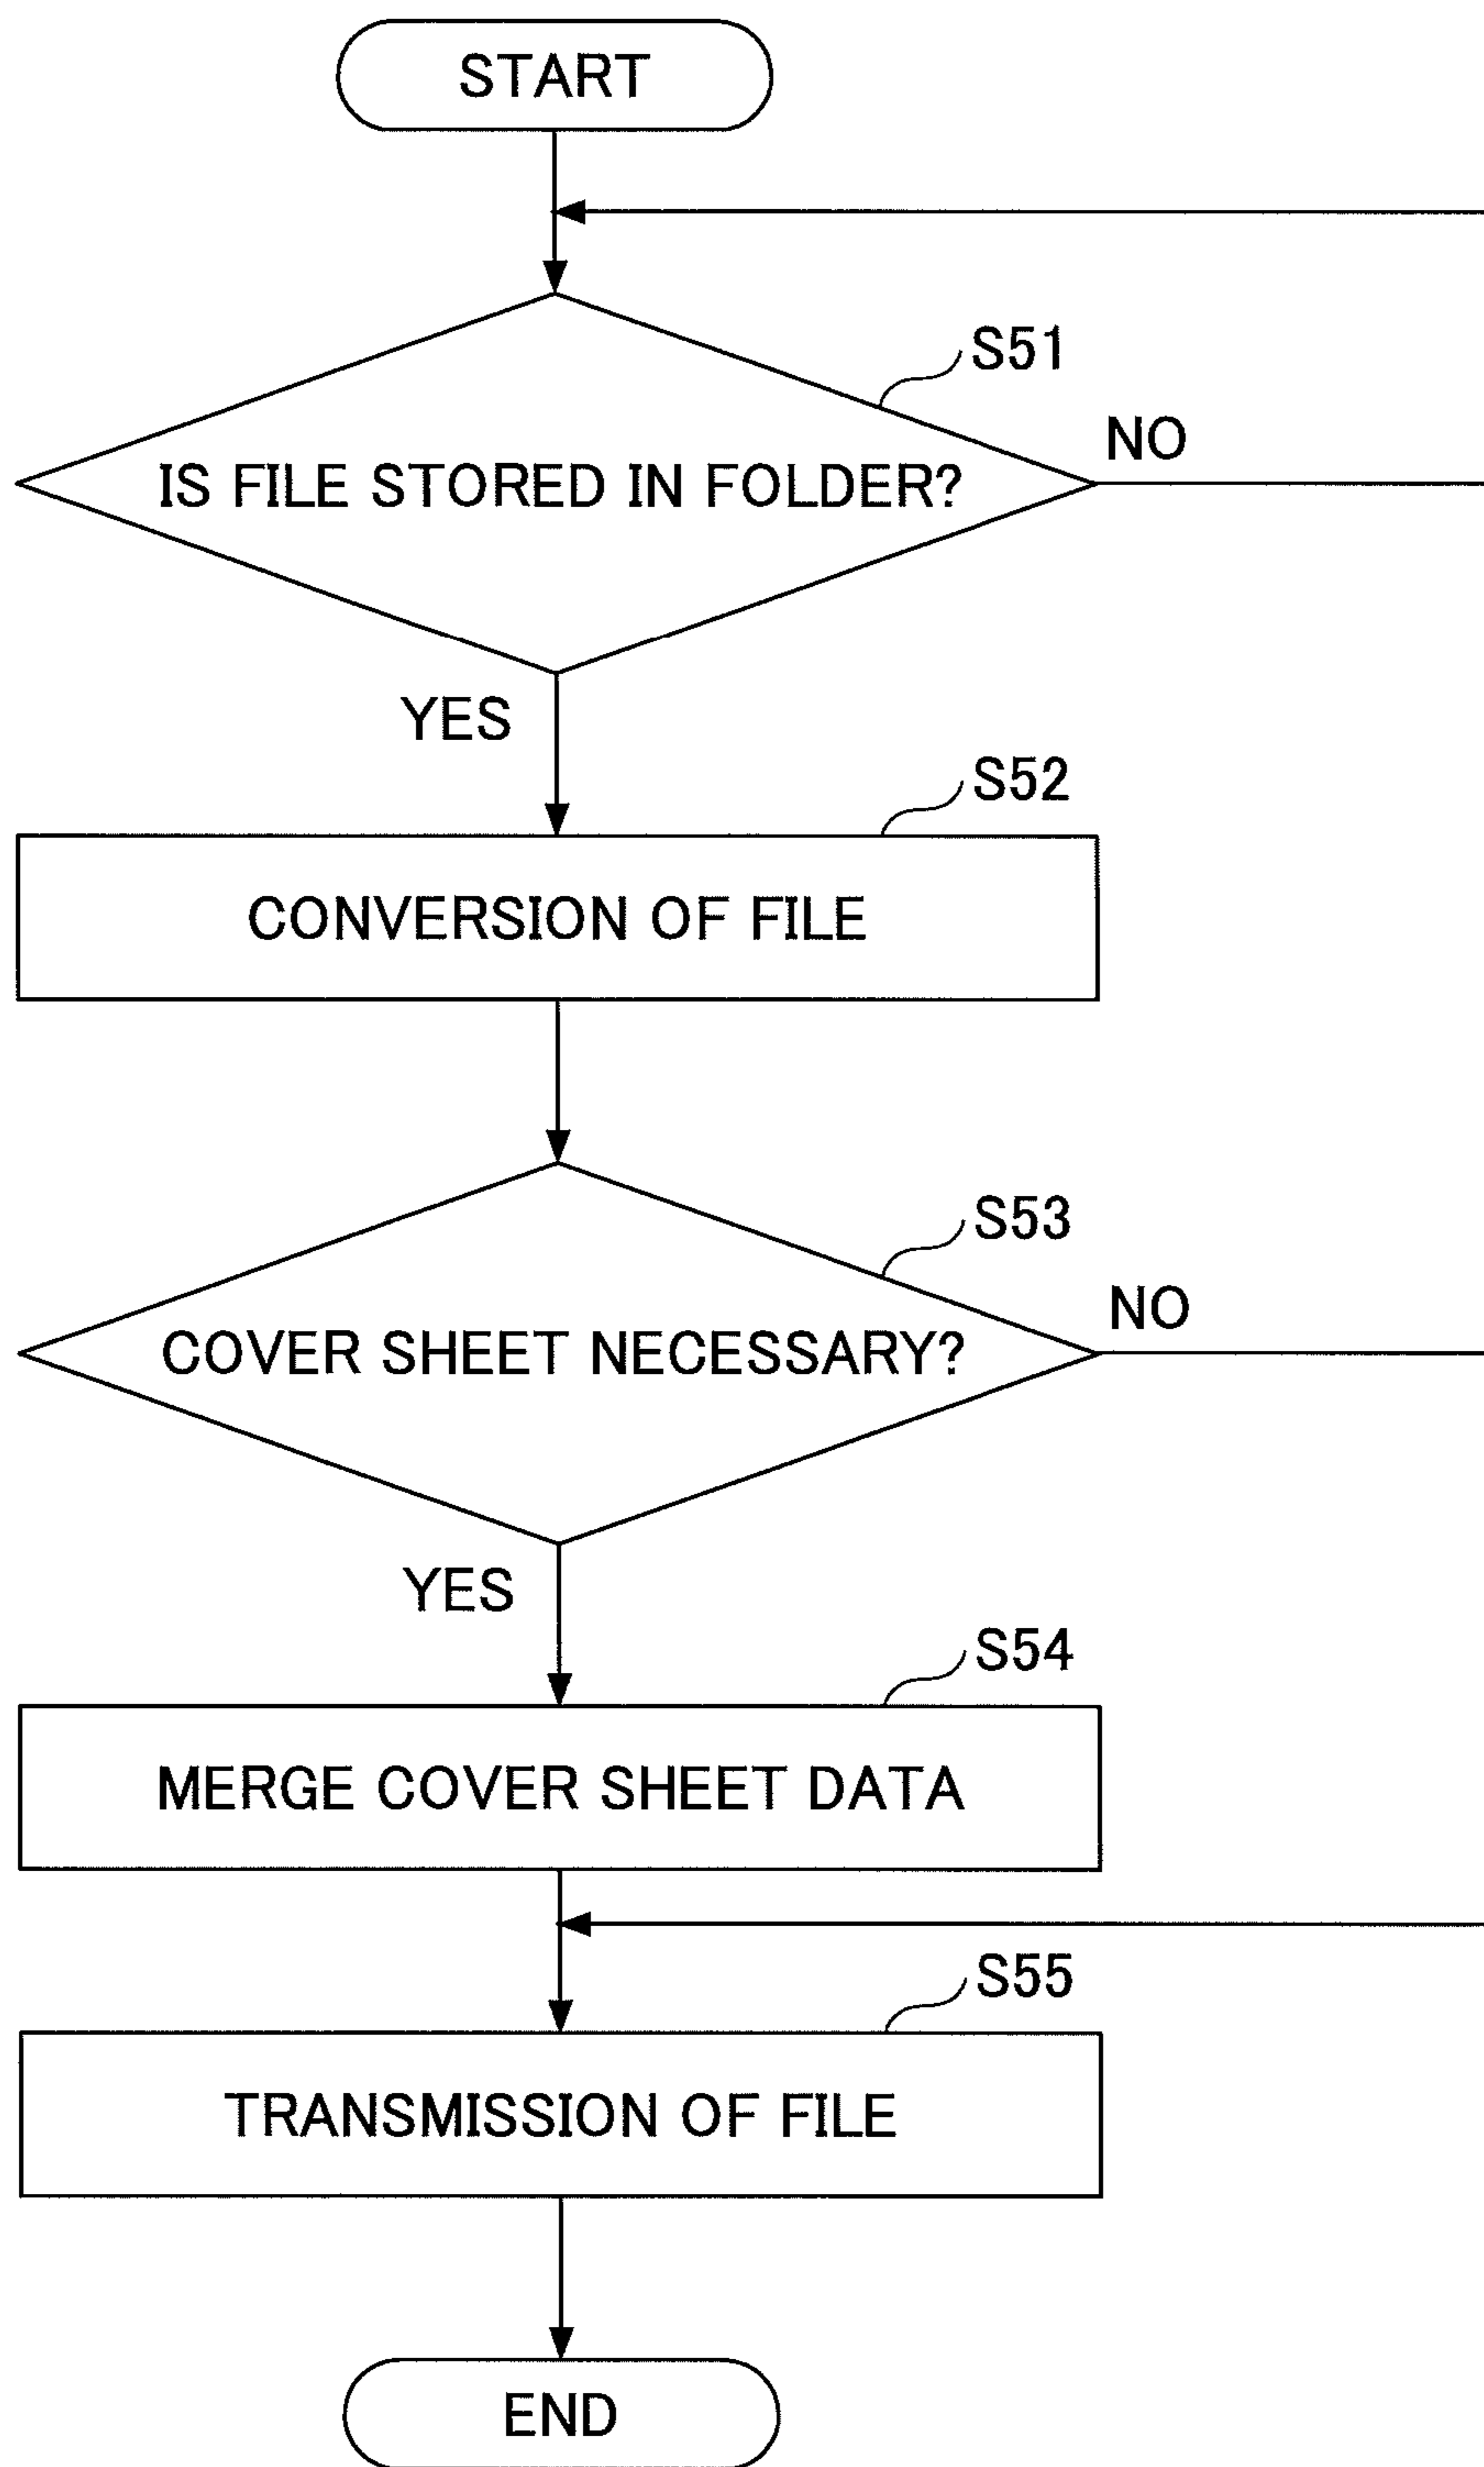 START
S51
IS FILE STORED IN FOLDER?
NO
YES
S52
CONVERSION OF FILE
S53
COVER SHEET NECESSARY?
NO
YES
S54
MERGE COVER SHEET DATA
S55
TRANSMISSION OF FILE
END